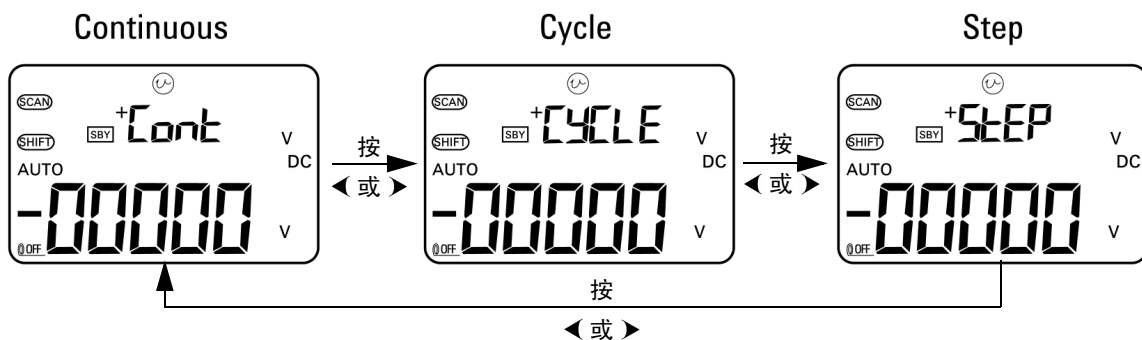 Continuous
Cycle
Step
SCAN
SHIFT
AUTO
SBY
+Cont
V
DC
-00000
V
OFF
按
◀ 或 ▶
SCAN
SHIFT
AUTO
SBY
+CYCLE
V
DC
-00000
V
OFF
按
◀ 或 ▶
SCAN
SHIFT
AUTO
SBY
+StEP
V
DC
-00000
V
OFF
按
◀ 或 ▶